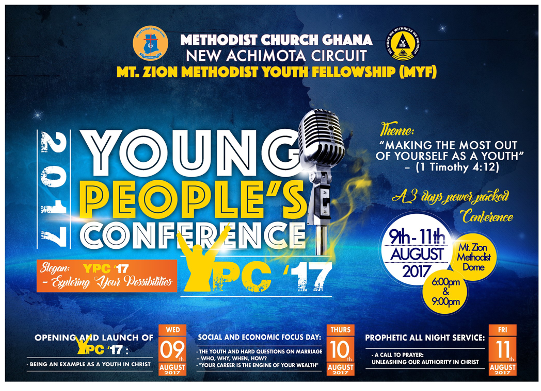 METHODIST CHURCH GHANA
NEW ACHIMOTA CIRCUIT
MT. ZION METHODIST YOUTH FELLOWSHIP (MYF)
2017
YOUNG
PEOPLE'S
CONFERENCE
YPC '17
Slogan: YPC '17
- Exploring Your Possibilities
Theme:
"MAKING THE MOST OUT
OF YOURSELF AS A YOUTH"
– (1 Timothy 4:12)
A 3 days power packed
Conference
9th - 11th
AUGUST
2017
Mt. Zion
Methodist
Dome
6:00pm
&
9:00pm
OPENING AND LAUNCH OF
YPC '17 :
- BEING AN EXAMPLE AS A YOUTH IN CHRIST
WED
09
AUGUST
2017
SOCIAL AND ECONOMIC FOCUS DAY:
- THE YOUTH AND HARD QUESTIONS ON MARRIAGE
– WHO, WHY, WHEN, HOW?
- "YOUR CAREER IS THE ENGINE OF YOUR WEALTH"
THURS
10
th
AUGUST
2017
PROPHETIC ALL NIGHT SERVICE:
- A CALL TO PRAYER:
UNLEASHING OUR AUTHORITY IN CHRIST
FRI
11
th
AUGUST
2017